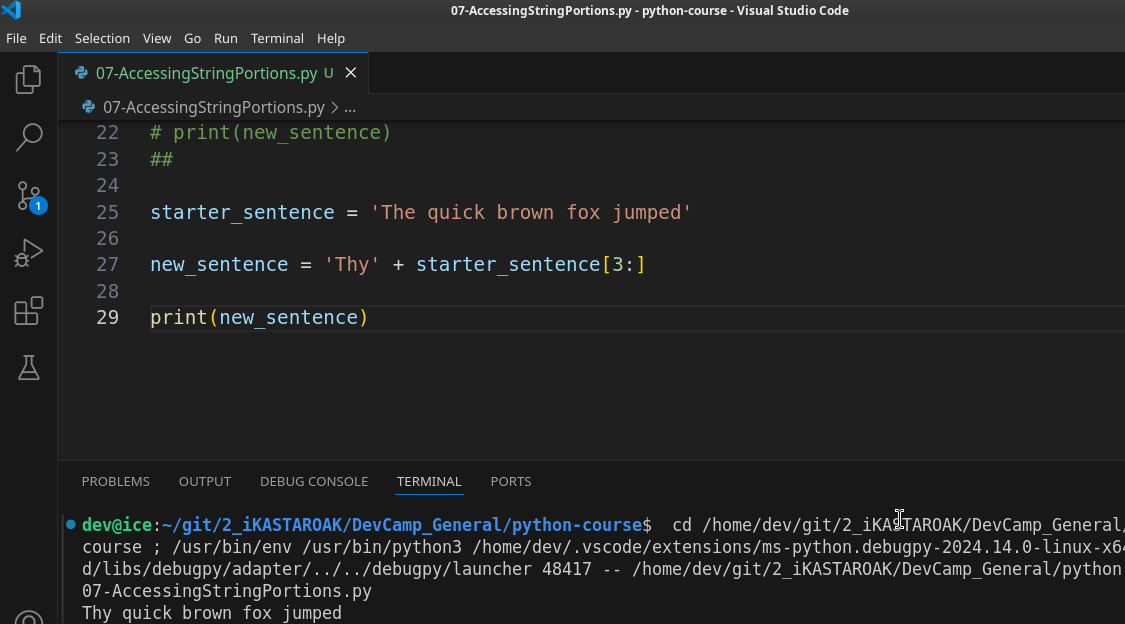 07-AccessingStringPortions.py - python-course - Visual Studio Code
File Edit Selection View Go Run Terminal Help
07-AccessingStringPortions.py U
07-AccessingStringPortions.py > ...
22 # print(new_sentence)
23 ##
24
25 starter_sentence = 'The quick brown fox jumped'
26
27 new_sentence = 'Thy' + starter_sentence[3:]
28
29 print(new_sentence)
1
PROBLEMS OUTPUT DEBUG CONSOLE TERMINAL PORTS
dev@ice:~/git/2_iKASTAROAK/DevCamp_General/python-course$ cd /home/dev/git/2_iKASTAROAK/DevCamp_General/
course ; /usr/bin/env /usr/bin/python3 /home/dev/.vscode/extensions/ms-python.debugpy-2024.14.0-linux-x64
d/libs/debugpy/adapter/../../debugpy/launcher 48417 -- /home/dev/git/2_iKASTAROAK/DevCamp_General/python
07-AccessingStringPortions.py
Thy quick brown fox jumped